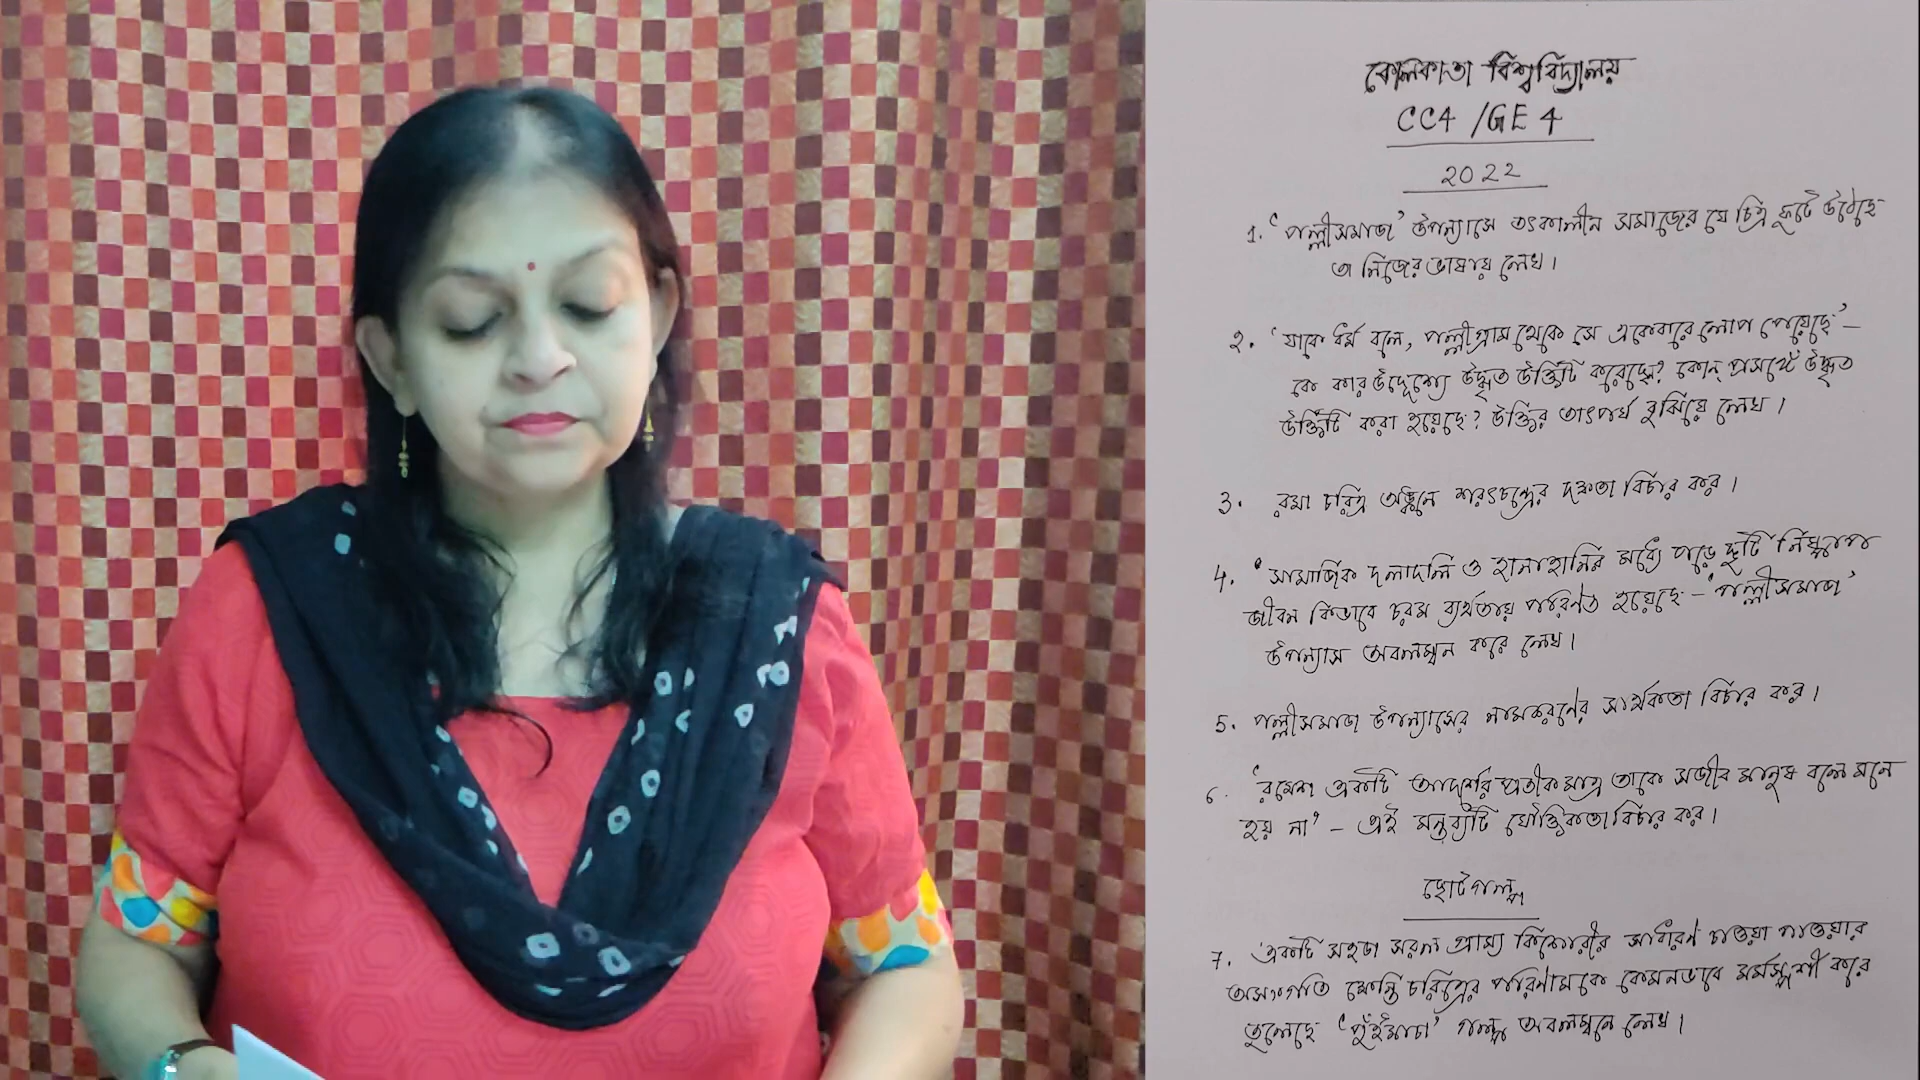 কোলকাতা বিশ্ববিদ্যালয়
CC4 /GE 4
2022
1. ‘পল্লীসমাজ’ উপন্যাসে তৎকালীন সমাজের যে চিত্র ফুটে উঠেছে
তা নিজের ভাষায় লেখ।
২. ‘যাকে ধর্ম বলে, পল্লীগ্রাম থেকে সে একেবারে লোপ পেয়েছে’ –
কে কার উদ্দেশ্যে উদ্ধৃত উক্তিটি করেছেন? কোন্ প্রসঙ্গে উদ্ধৃত
উক্তিটি করা হয়েছে? উক্তির তাৎপর্য বুঝিয়ে লেখ।
3. রমা চরিত্র অঙ্কনে শরৎচন্দ্রের দক্ষতা বিচার কর।
4. ‘সামাজিক দলাদলি ও হানাহানির মধ্যে পড়ে দুটি নিষ্পাপ
জীবন কিভাবে চরম ব্যর্থতায় পরিণত হয়েছে – ‘পল্লীসমাজ’
উপন্যাস অবলম্বন করে লেখ।
5. পল্লীসমাজ উপন্যাসের নামকরণের সার্থকতা বিচার কর।
৬. ‘রমেশ একটি আদর্শের প্রতীক মাত্র তাকে সজীব মানুষ বলে মনে
হয় না’ – এই মন্তব্যটি যৌক্তিকতা বিচার কর।
ছোটগল্প
7. একটি সহজ সরল গ্রাম্য কিশোরীর সাধারণ চাওয়া পাওয়ার
অসংগতি ক্ষেন্তি চরিত্রের পরিনামকে কেমনভাবে মর্মস্পর্শী করে
তুলেছে ‘পুঁইমাচা’ গল্প অবলম্বনে লেখ।